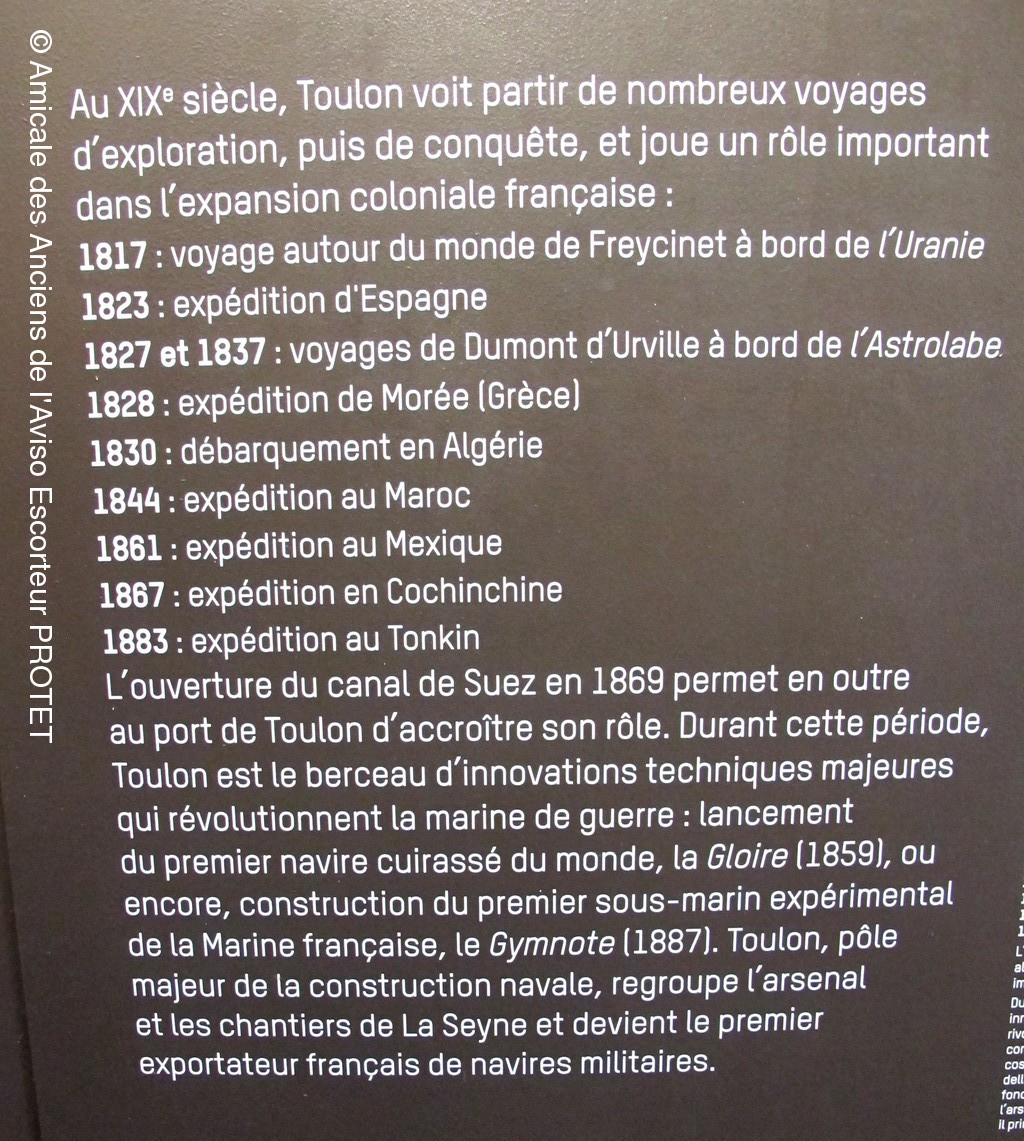 © Amicale des Anciens de l'Aviso Escorteur PROTET
Au XIXe siècle, Toulon voit partir de nombreux voyages
d’exploration, puis de conquête, et joue un rôle important
dans l’expansion coloniale française :
1817 : voyage autour du monde de Freycinet à bord de l’Uranie
1823 : expédition d'Espagne
1827 et 1837 : voyages de Dumont d’Urville à bord de l’Astrolabe.
1828 : expédition de Morée (Grèce)
1830 : débarquement en Algérie
1844 : expédition au Maroc
1861 : expédition au Mexique
1867 : expédition en Cochinchine
1883 : expédition au Tonkin
L’ouverture du canal de Suez en 1869 permet en outre
au port de Toulon d’accroître son rôle. Durant cette période,
Toulon est le berceau d’innovations techniques majeures
qui révolutionnent la marine de guerre : lancement
du premier navire cuirassé du monde, la Gloire (1859), ou
encore, construction du premier sous-marin expérimental
de la Marine française, le Gymnote (1887). Toulon, pôle
majeur de la construction navale, regroupe l’arsenal
et les chantiers de La Seyne et devient le premier
exportateur français de navires militaires.